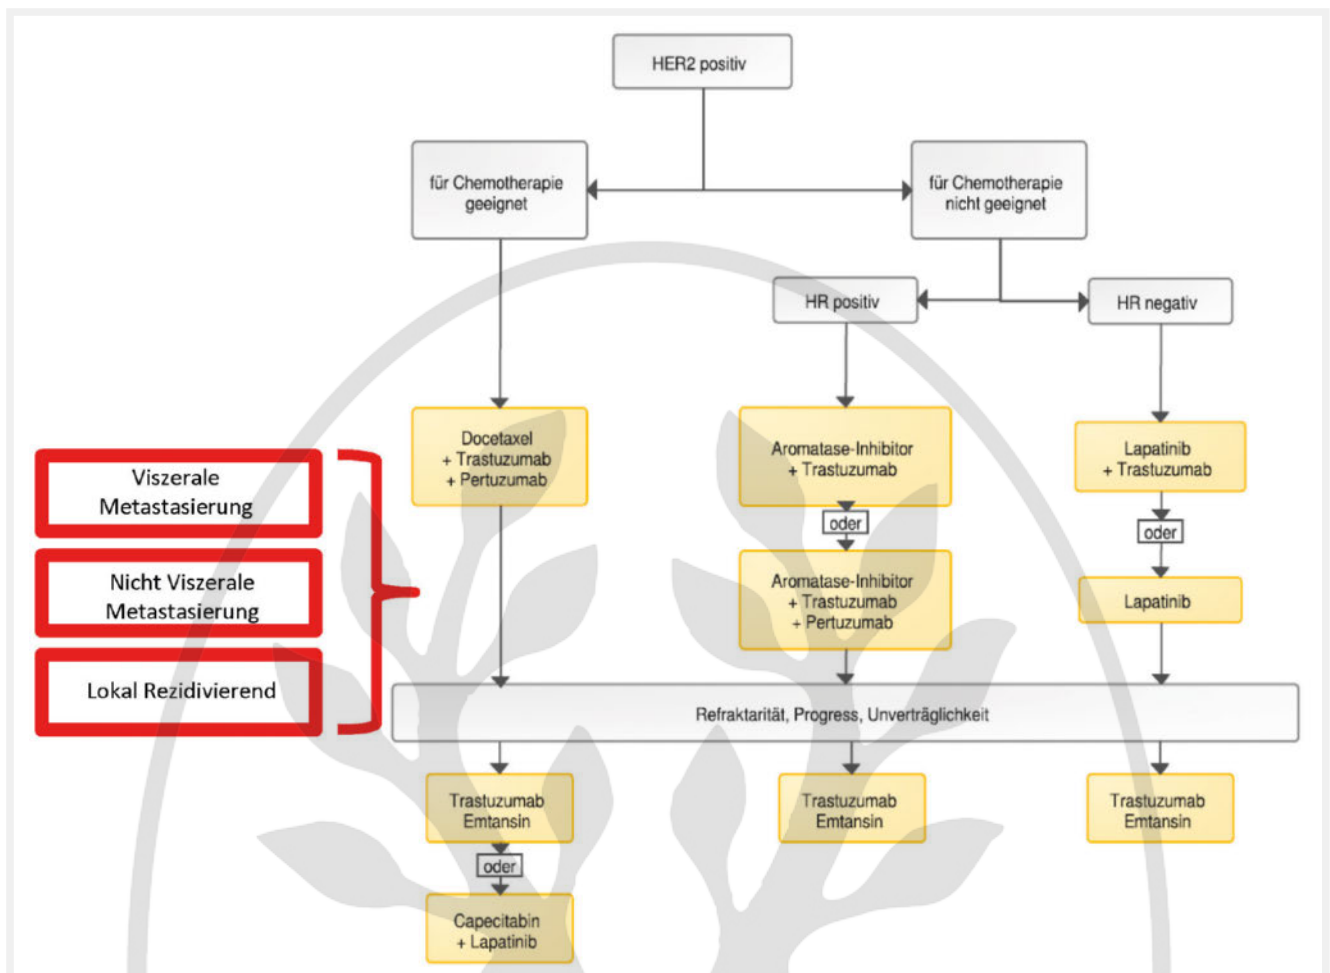 HER2 positiv
für Chemotherapie
geeignet
für Chemotherapie
nicht geeignet
HR positiv
HR negativ
Docetaxel
+ Trastuzumab
+ Pertuzumab
Aromatase-Inhibitor
+ Trastuzumab
Lapatinib
+ Trastuzumab
oder
oder
Aromatase-Inhibitor
+ Trastuzumab
+ Pertuzumab
Lapatinib
Viszerale
Metastasierung
Nicht Viszerale
Metastasierung
Lokal Rezidivierend
Refraktarität, Progress, Unverträglichkeit
Trastuzumab
Emtansin
Trastuzumab
Emtansin
Trastuzumab
Emtansin
oder
Capecitabin
+ Lapatinib